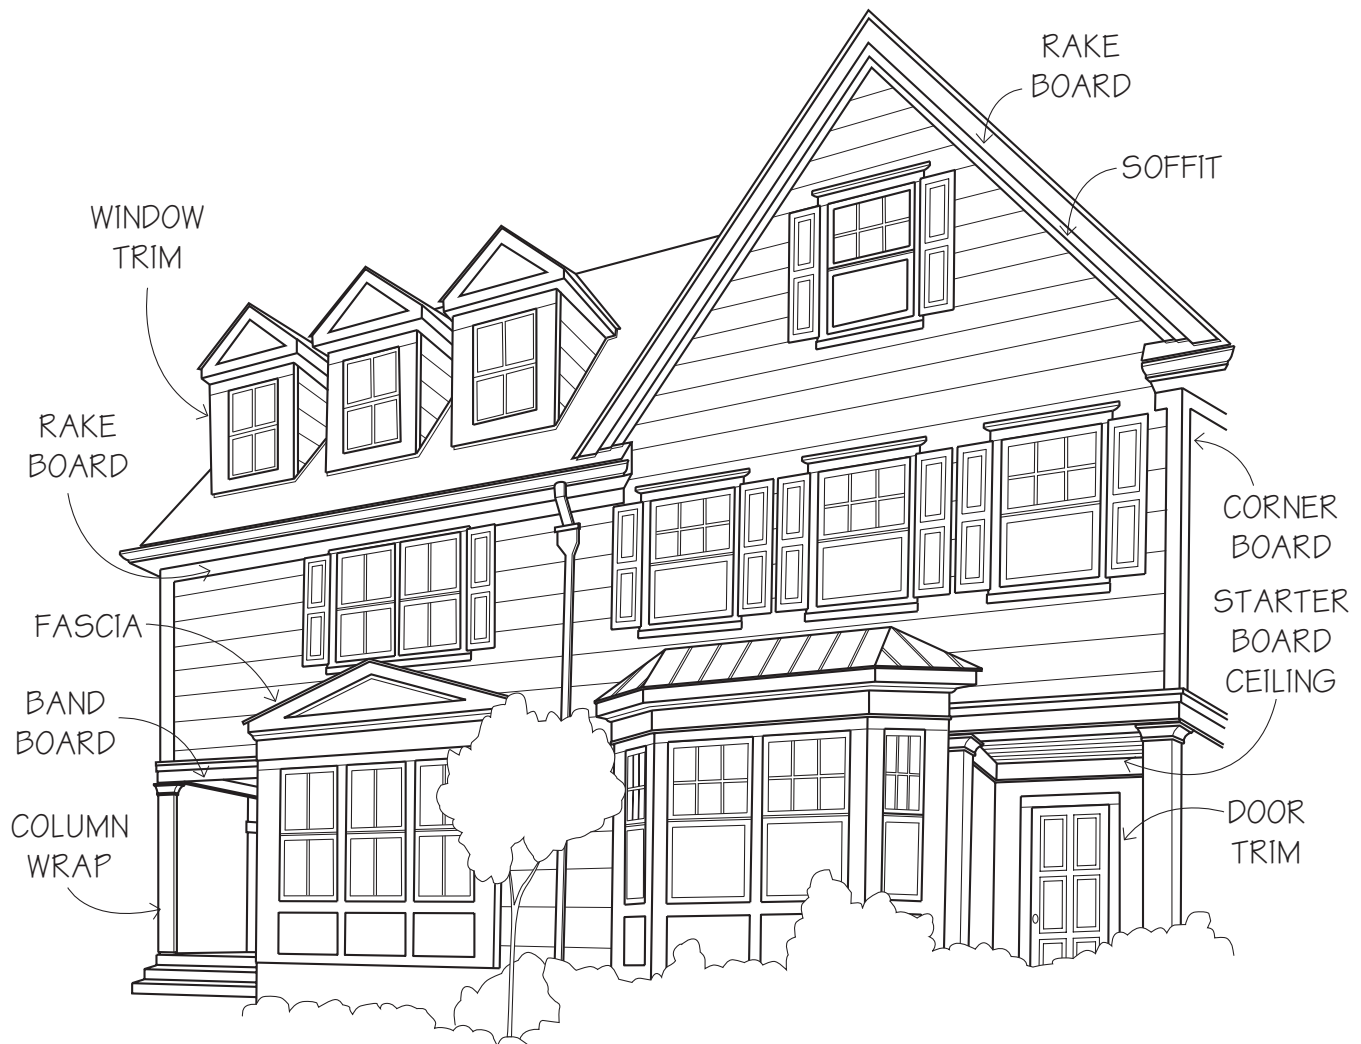 RAKE
BOARD
SOFFIT
WINDOW
TRIM
RAKE
BOARD
CORNER
BOARD
STARTER
BOARD
CEILING
FASCIA
BAND
BOARD
COLUMN
WRAP
DOOR
TRIM